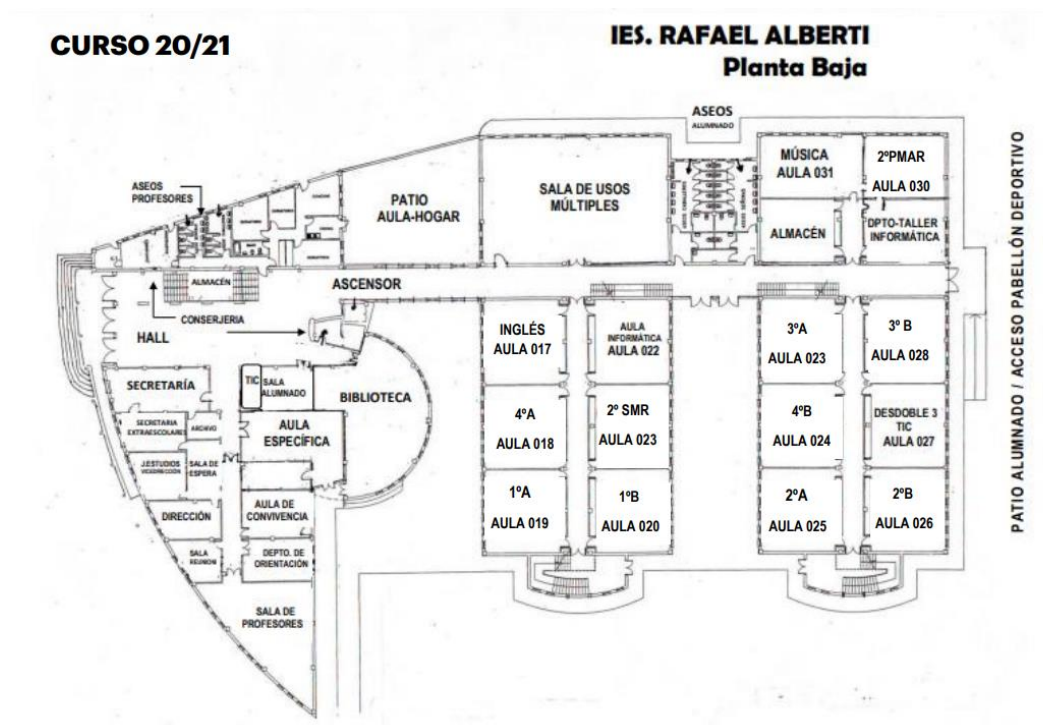 CURSO 20/21
IES. RAFAEL ALBERTI
Planta Baja
ASEOS
ALUMNADO
MÚSICA
AULA 031
2ºPMAR
AULA 030
ASEOS
PROFESORES
PATIO
AULA-HOGAR
SALA DE USOS
MÚLTIPLES
ALMACÉN
DPTO-TALLER
INFORMÁTICA
PATIO ALUMNADO / ACCESO PABELLÓN DEPORTIVO
ALMACÉN
ASCENSOR
CONSERJERIA
HALL
INGLÉS
AULA 017
AULA
INFORMÁTICA
AULA 022
3ºA
AULA 023
3º B
AULA 028
SECRETARÍA
TIC
SALA
ALUMNADO
BIBLIOTECA
SECRETARIA
EXTRAESCOLARES
ARCHIVO
AULA
ESPECÍFICA
4ºA
AULA 018
2º SMR
AULA 023
4ºB
AULA 024
DESDOBLE 3
TIC
AULA 027
J.ESTUDIOS
VICEDIRECCIÓN
SALA DE
ESPERA
1ºA
AULA 019
1ºB
AULA 020
2ºA
AULA 025
2ºB
AULA 026
DIRECCIÓN
AULA DE
CONVIVENCIA
SALA
REUNION
DEPTO. DE
ORIENTACIÓN
SALA DE
PROFESORES